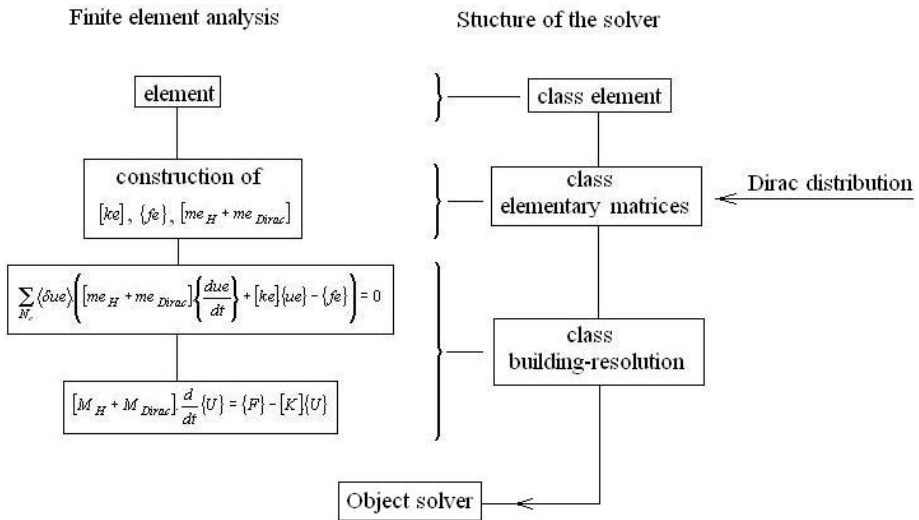 Finite element analysis
Stucture of the solver
element
class element
construction of
[ke] , {fe} , [me_H + me_Dirac]
class
elementary matrices
Dirac distribution
∑_{N_e} ⟨δue⟩ ( [me_H + me_Dirac] {due/dt} + [ke]{ue} − {fe} ) = 0
class
building-resolution
[M_H + M_Dirac] . d/dt {U} = {F} − [K]{U}
Object solver